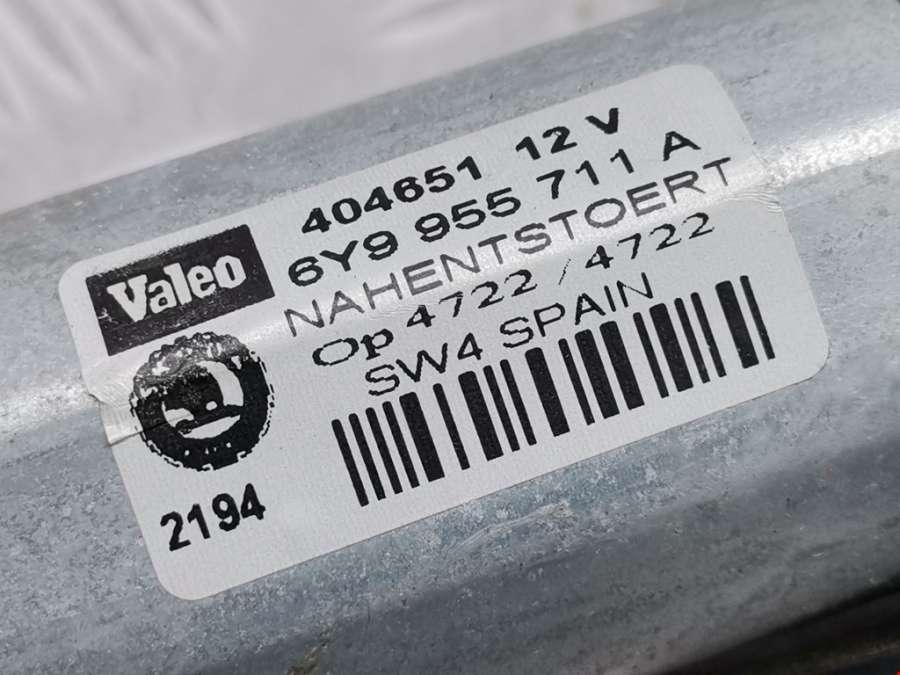 404651 12 V
6Y9 955 711 A
Valeo
NAHENTSTOERT
Op 4722 / 4722
SW4 SPAIN
2194